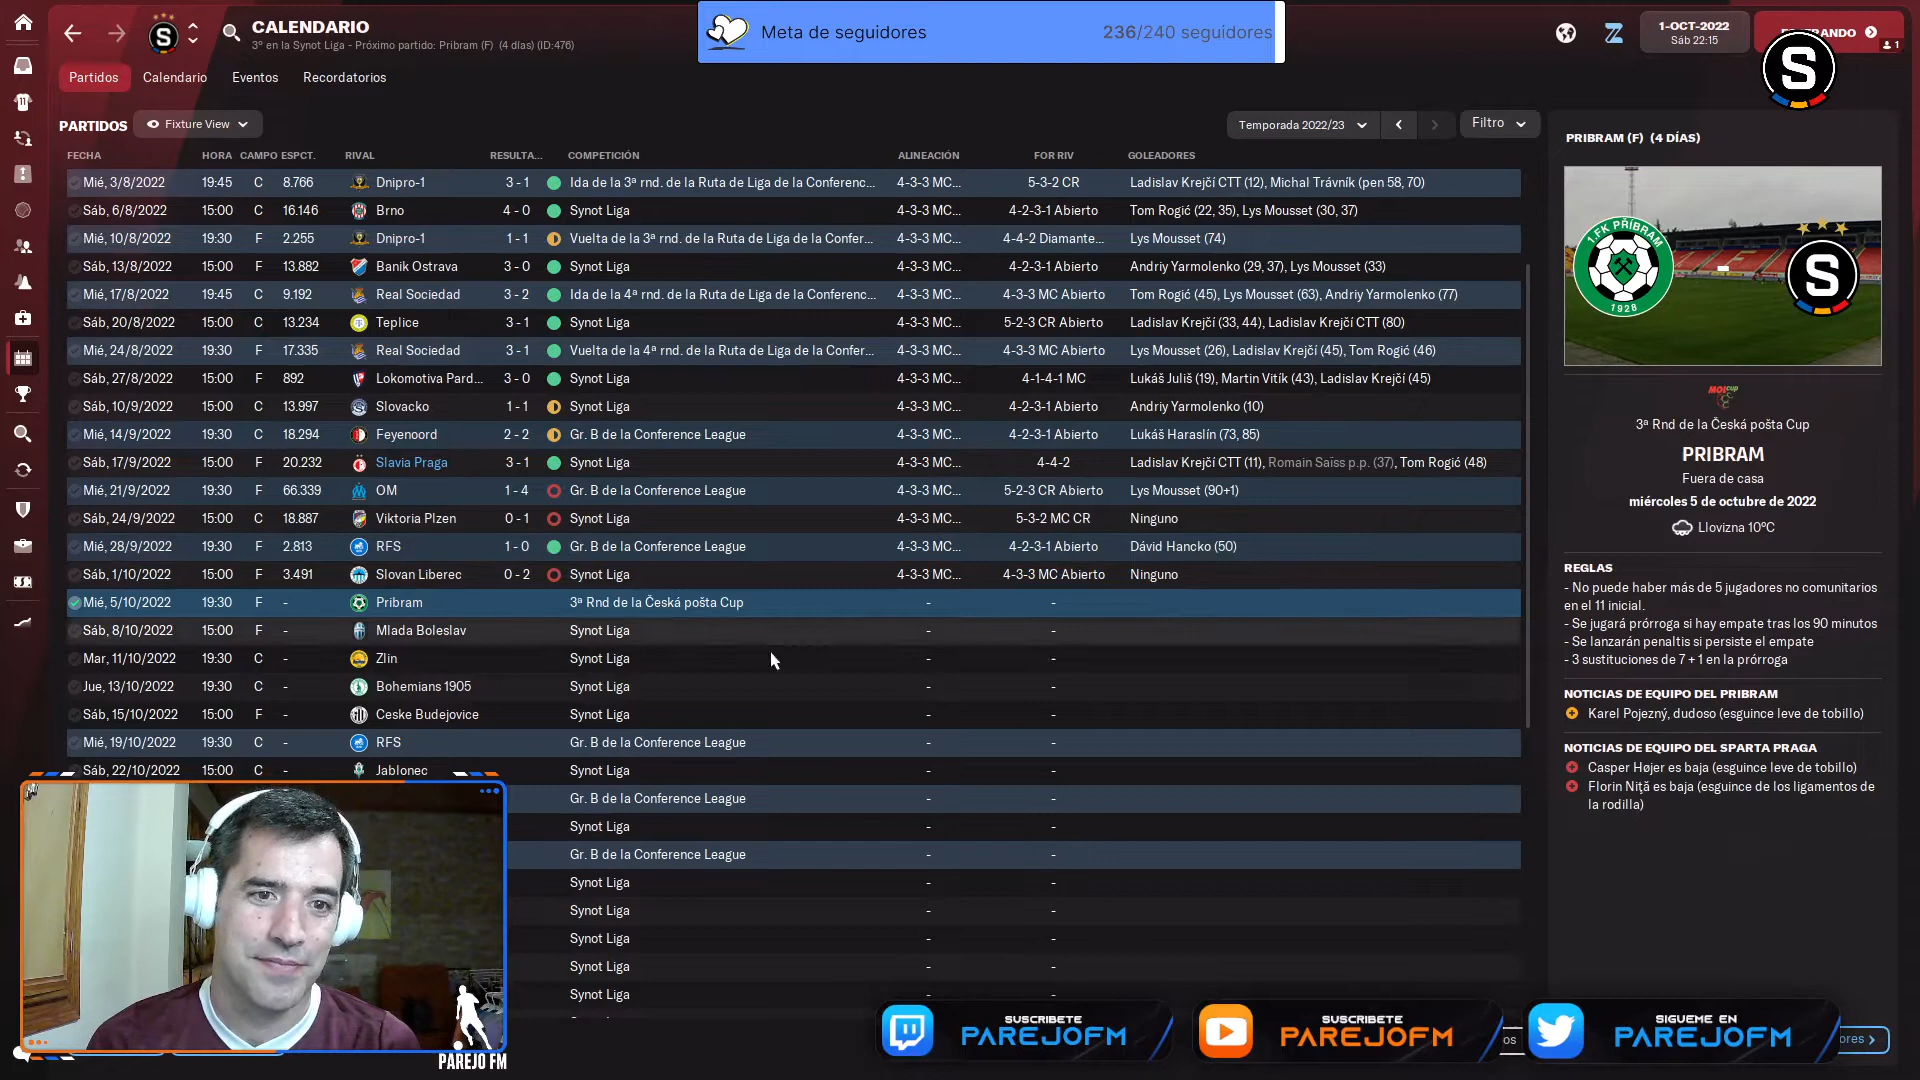 CALENDARIO
3º en la Synot Liga - Próximo partido: Pribram (F) (4 días) (ID:476)
Meta de seguidores 236/240 seguidores
1-OCT-2022
Sáb 22:15
1
Partidos Calendario Eventos Recordatorios
PARTIDOS Fixture View Temporada 2022/23 Filtro
FECHA HORA CAMPO ESPCT. RIVAL RESULTA... COMPETICIÓN ALINEACIÓN FOR RIV GOLEADORES
Mié, 3/8/2022 19:45 C 8.766 Dnipro-1 3 - 1 Ida de la 3ª rnd. de la Ruta de Liga de la Conferenc... 4-3-3 MC... 5-3-2 CR Ladislav Krejčí CTT (12), Michal Trávník (pen 58, 70)
Sáb, 6/8/2022 15:00 C 16.146 Brno 4 - 0 Synot Liga 4-3-3 MC... 4-2-3-1 Abierto Tom Rogić (22, 35), Lys Mousset (30, 37)
Mié, 10/8/2022 19:30 F 2.255 Dnipro-1 1 - 1 Vuelta de la 3ª rnd. de la Ruta de Liga de la Confer... 4-3-3 MC... 4-4-2 Diamante... Lys Mousset (74)
Sáb, 13/8/2022 15:00 F 13.882 Banik Ostrava 3 - 0 Synot Liga 4-3-3 MC... 4-2-3-1 Abierto Andriy Yarmolenko (29, 37), Lys Mousset (33)
Mié, 17/8/2022 19:45 C 9.192 Real Sociedad 3 - 2 Ida de la 4ª rnd. de la Ruta de Liga de la Conferenc... 4-3-3 MC... 4-3-3 MC Abierto Tom Rogić (45), Lys Mousset (63), Andriy Yarmolenko (77)
Sáb, 20/8/2022 15:00 C 13.234 Teplice 3 - 1 Synot Liga 4-3-3 MC... 5-2-3 CR Abierto Ladislav Krejčí (33, 44), Ladislav Krejčí CTT (80)
Mié, 24/8/2022 19:30 F 17.335 Real Sociedad 3 - 1 Vuelta de la 4ª rnd. de la Ruta de Liga de la Confer... 4-3-3 MC... 4-3-3 MC Abierto Lys Mousset (26), Ladislav Krejčí (45), Tom Rogić (46)
Sáb, 27/8/2022 15:00 F 892 Lokomotiva Pard... 3 - 0 Synot Liga 4-3-3 MC... 4-1-4-1 MC Lukáš Juliš (19), Martin Vitík (43), Ladislav Krejčí (45)
Sáb, 10/9/2022 15:00 C 13.997 Slovacko 1 - 1 Synot Liga 4-3-3 MC... 4-2-3-1 Abierto Andriy Yarmolenko (10)
Mié, 14/9/2022 19:30 C 18.294 Feyenoord 2 - 2 Gr. B de la Conference League 4-3-3 MC... 4-2-3-1 Abierto Lukáš Haraslín (73, 85)
Sáb, 17/9/2022 15:00 F 20.232 Slavia Praga 3 - 1 Synot Liga 4-3-3 MC... 4-4-2 Ladislav Krejčí CTT (11), Romain Saïss p.p. (37), Tom Rogić (48)
Mié, 21/9/2022 19:30 F 66.339 OM 1 - 4 Gr. B de la Conference League 4-3-3 MC... 5-2-3 CR Abierto Lys Mousset (90+1)
Sáb, 24/9/2022 15:00 C 18.887 Viktoria Plzen 0 - 1 Synot Liga 4-3-3 MC... 5-3-2 MC CR Ninguno
Mié, 28/9/2022 19:30 F 2.813 RFS 1 - 0 Gr. B de la Conference League 4-3-3 MC... 4-2-3-1 Abierto Dávid Hancko (50)
Sáb, 1/10/2022 15:00 F 3.491 Slovan Liberec 0 - 2 Synot Liga 4-3-3 MC... 4-3-3 MC Abierto Ninguno
Mié, 5/10/2022 19:30 F - Pribram 3ª Rnd de la Česká pošta Cup - -
Sáb, 8/10/2022 15:00 F - Mlada Boleslav Synot Liga - -
Mar, 11/10/2022 19:30 C - Zlin Synot Liga - -
Jue, 13/10/2022 19:30 C - Bohemians 1905 Synot Liga - -
Sáb, 15/10/2022 15:00 F - Ceske Budejovice Synot Liga - -
Mié, 19/10/2022 19:30 C - RFS Gr. B de la Conference League - -
Sáb, 22/10/2022 15:00 C - Jablonec Synot Liga - -
Gr. B de la Conference League - -
Synot Liga - -
Gr. B de la Conference League - -
Synot Liga - -
Synot Liga - -
Synot Liga - -
Synot Liga - -
Synot Liga - -
PRIBRAM (F) (4 DÍAS)
1.FK PŘÍBRAM
1928
S
MOL cup
3ª Rnd de la Česká pošta Cup
PRIBRAM
Fuera de casa
miércoles 5 de octubre de 2022
Llovizna 10ºC
REGLAS
- No puede haber más de 5 jugadores no comunitarios
en el 11 inicial.
- Se jugará prórroga si hay empate tras los 90 minutos
- Se lanzarán penaltis si persiste el empate
- 3 sustituciones de 7 + 1 en la prórroga
NOTICIAS DE EQUIPO DEL PRIBRAM
Karel Pojezný, dudoso (esguince leve de tobillo)
NOTICIAS DE EQUIPO DEL SPARTA PRAGA
Casper Højer es baja (esguince leve de tobillo)
Florin Niță es baja (esguince de los ligamentos de
la rodilla)
PAREJO FM
SUSCRIBETE
PAREJOFM
SUSCRIBETE
PAREJOFM
SIGUEME EN
PAREJOFM